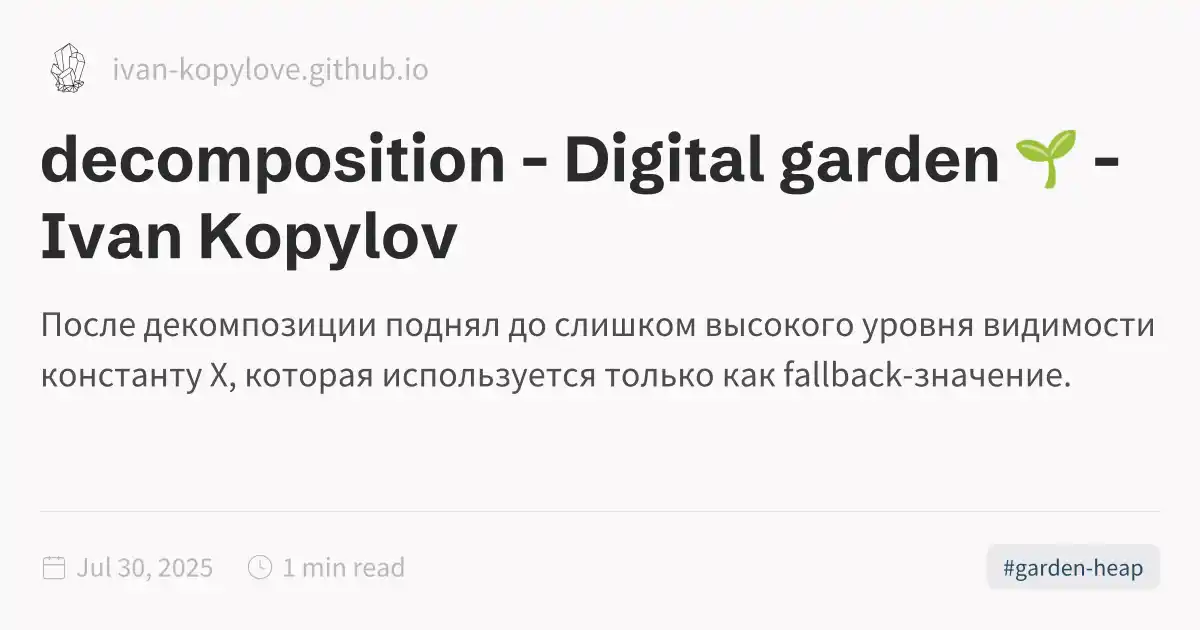 ivan-kopylove.github.io
decomposition - Digital garden 🌱 -
Ivan Kopylov
После декомпозиции поднял до слишком высокого уровня видимости
константу X, которая используется только как fallback-значение.
Jul 30, 2025 1 min read #garden-heap